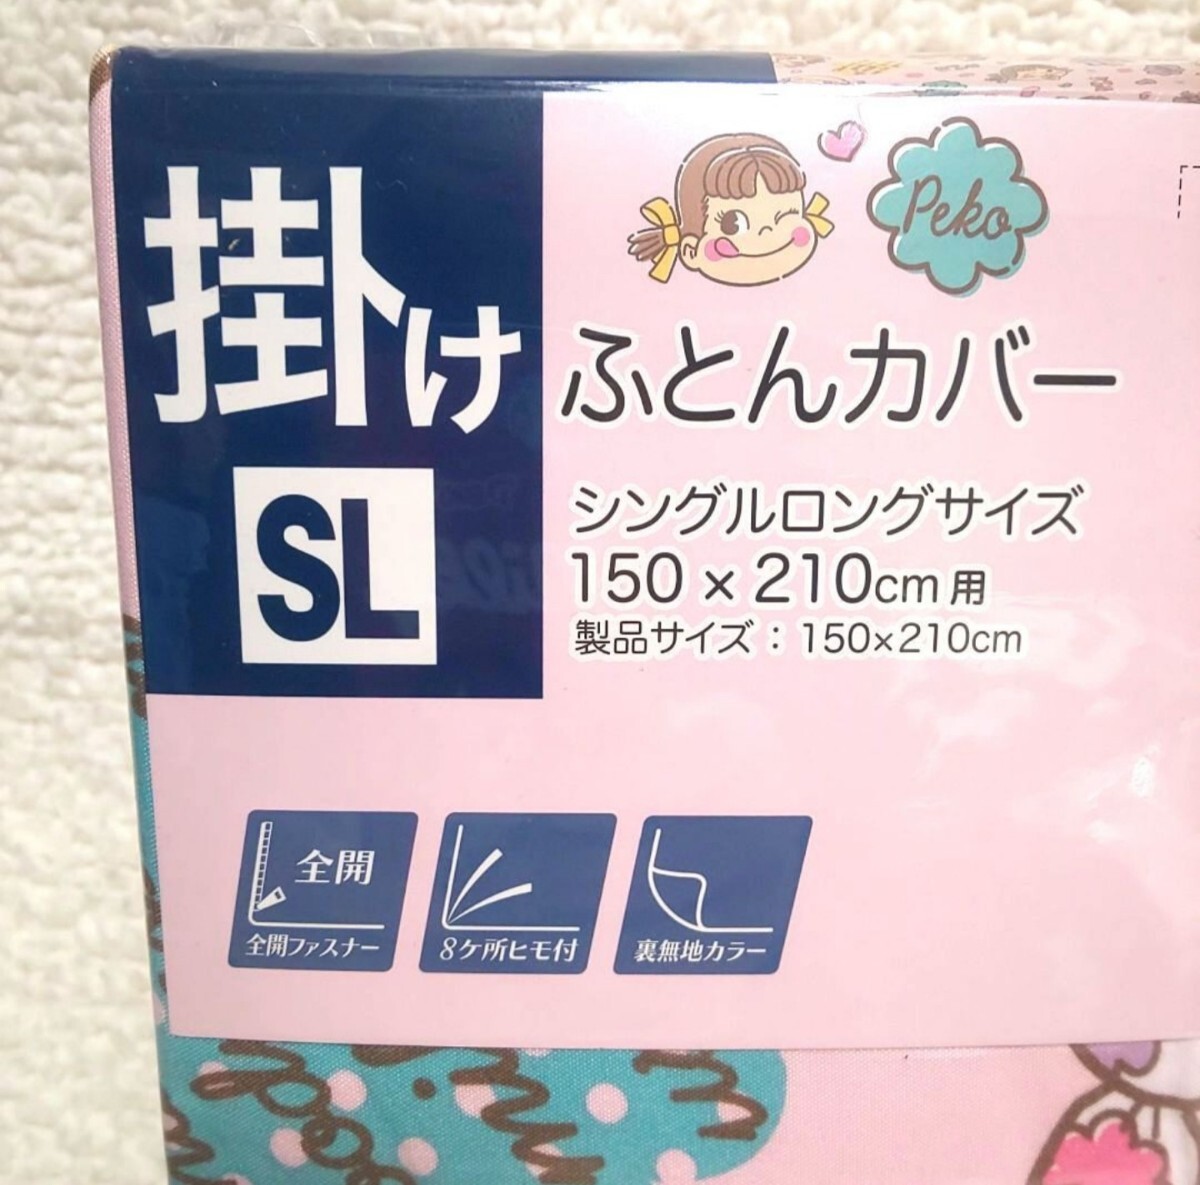 Peko
掛け
ふとんカバー
SL
シングルロングサイズ
150×210cm用
製品サイズ：150×210cm
全開
全開ファスナー
8ケ所ヒモ付
裏無地カラー